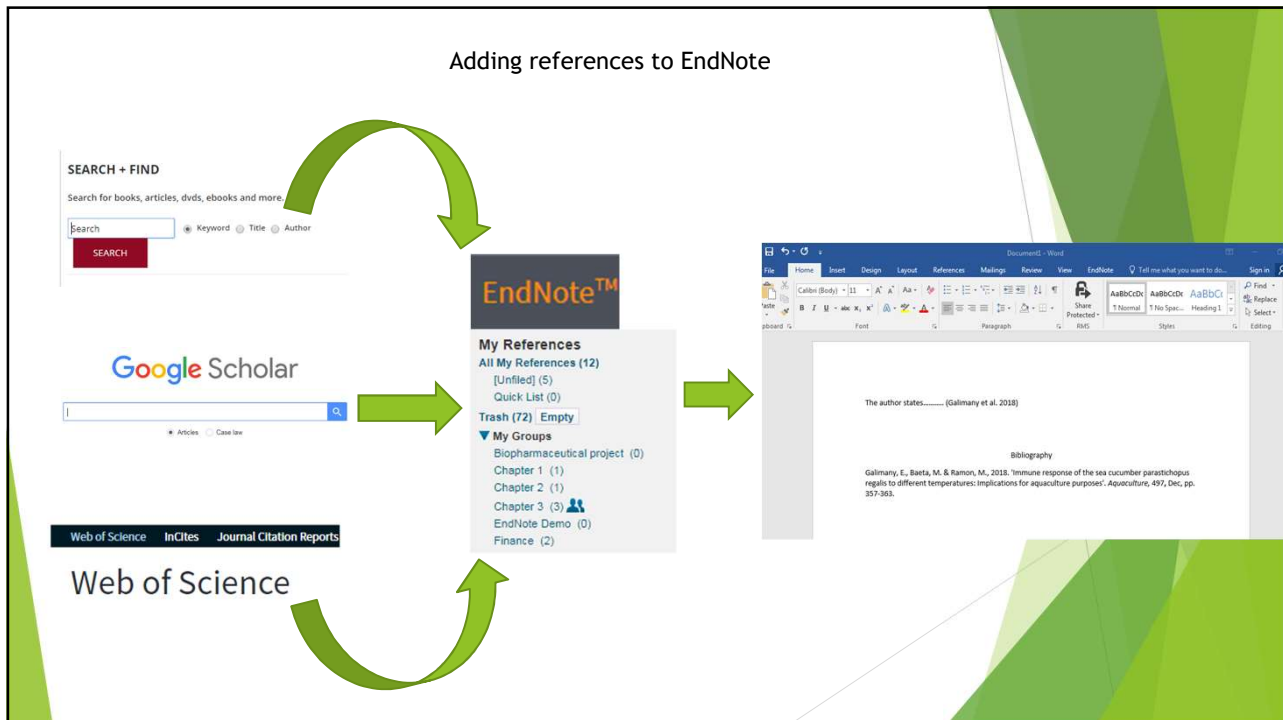 Adding references to EndNote
SEARCH + FIND
Search for books, articles, dvds, ebooks and more.
Search
Keyword Title Author
SEARCH
Google Scholar
Articles Case law
Web of Science InCites Journal Citation Reports
Web of Science
EndNote™
My References
All My References (12)
[Unfiled] (5)
Quick List (0)
Trash (72) Empty
▼ My Groups
Biopharmaceutical project (0)
Chapter 1 (1)
Chapter 2 (1)
Chapter 3 (3)
EndNote Demo (0)
Finance (2)
Document1 - Word
File Home Insert Design Layout References Mailings Review View EndNote Tell me what you want to do... Sign in
Calibri (Body) 11
Find
Replace
Select
Share
Protected
AaBbCcDc AaBbCcDc AaBbC
¶ Normal ¶ No Spac... Heading 1
Font Paragraph RMS Styles Editing
The author states.......... (Galimany et al. 2018)
Bibliography
Galimany, E., Baeta, M. & Ramon, M., 2018. 'Immune response of the sea cucumber parastichopus
regalis to different temperatures: Implications for aquaculture purposes'. Aquaculture, 497, Dec, pp.
357-363.